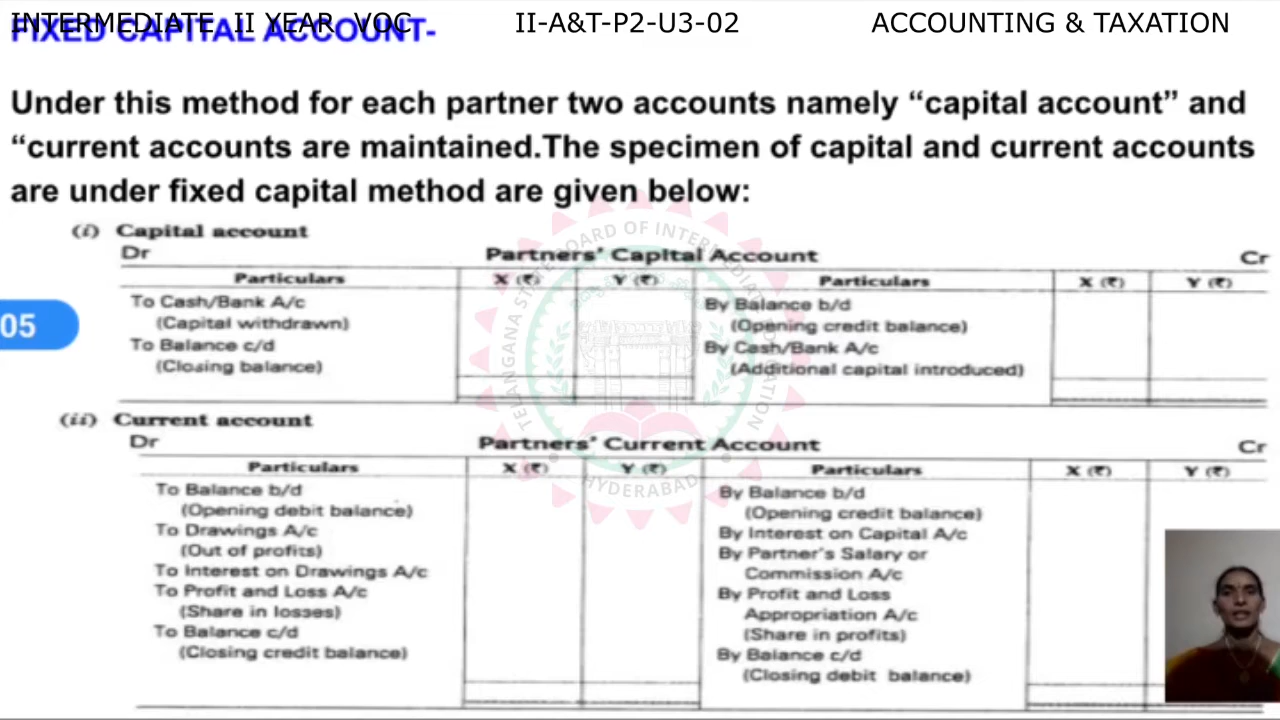 INTERMEDIATE II YEAR VOC II-A&T-P2-U3-02 ACCOUNTING & TAXATION
FIXED CAPITAL ACCOUNT-
Under this method for each partner two accounts namely “capital account” and
“current accounts are maintained.The specimen of capital and current accounts
are under fixed capital method are given below:
(i) Capital account
Dr Partners' Capital Account Cr
Particulars X (₹) Y (₹) Particulars X (₹) Y (₹)
To Cash/Bank A/c By Balance b/d
(Capital withdrawn) (Opening credit balance)
To Balance c/d By Cash/Bank A/c
(Closing balance) (Additional capital introduced)
05
(ii) Current account
Dr Partners' Current Account Cr
Particulars X (₹) Y (₹) Particulars X (₹) Y (₹)
To Balance b/d By Balance b/d
(Opening debit balance) (Opening credit balance)
To Drawings A/c By Interest on Capital A/c
(Out of profits) By Partner's Salary or
To Interest on Drawings A/c Commission A/c
To Profit and Loss A/c By Profit and Loss
(Share in losses) Appropriation A/c
To Balance c/d (Share in profits)
(Closing credit balance) By Balance c/d
(Closing debit balance)
TELANGANA STATE BOARD OF INTERMEDIATE EDUCATION
HYDERABAD